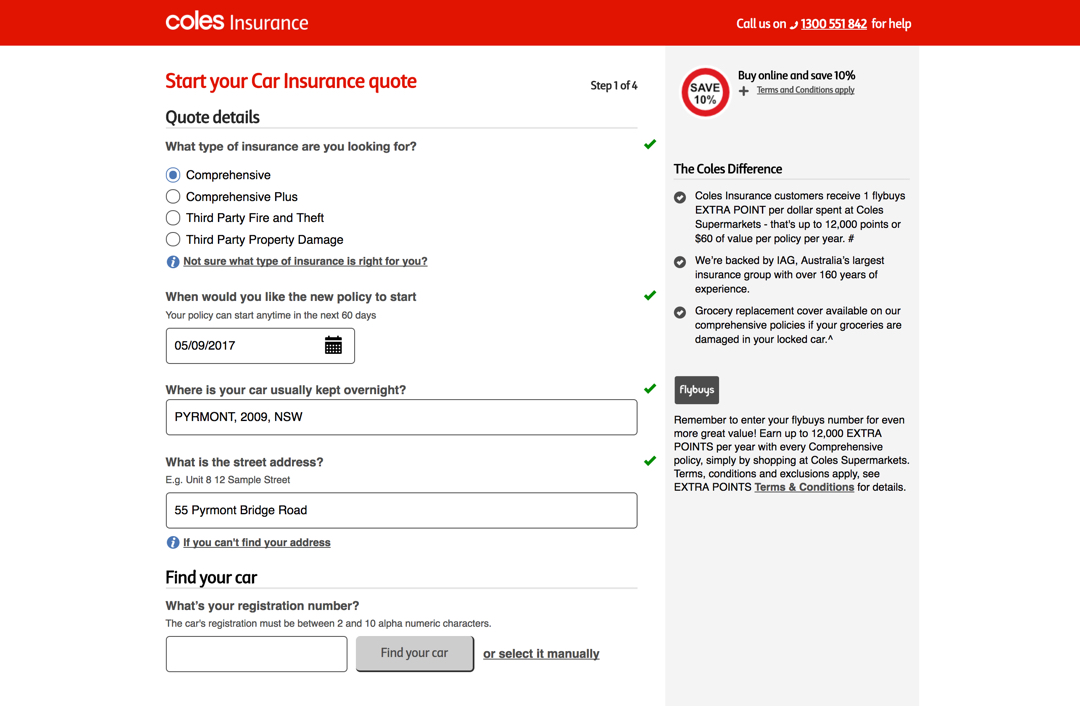 coles Insurance
Call us on 1300 551 842 for help
Start your Car Insurance quote
Step 1 of 4
Quote details
What type of insurance are you looking for?
Comprehensive
Comprehensive Plus
Third Party Fire and Theft
Third Party Property Damage
Not sure what type of insurance is right for you?
When would you like the new policy to start
Your policy can start anytime in the next 60 days
05/09/2017
Where is your car usually kept overnight?
PYRMONT, 2009, NSW
What is the street address?
E.g. Unit 8 12 Sample Street
55 Pyrmont Bridge Road
If you can't find your address
Find your car
What's your registration number?
The car's registration must be between 2 and 10 alpha numeric characters.
Find your car
or select it manually
SAVE
10%
Buy online and save 10%
+ Terms and Conditions apply
The Coles Difference
Coles Insurance customers receive 1 flybuys
EXTRA POINT per dollar spent at Coles
Supermarkets - that's up to 12,000 points or
$60 of value per policy per year. #
We're backed by IAG, Australia's largest
insurance group with over 160 years of
experience.
Grocery replacement cover available on our
comprehensive policies if your groceries are
damaged in your locked car.^
flybuys
Remember to enter your flybuys number for even
more great value! Earn up to 12,000 EXTRA
POINTS per year with every Comprehensive
policy, simply by shopping at Coles Supermarkets.
Terms, conditions and exclusions apply, see
EXTRA POINTS Terms & Conditions for details.